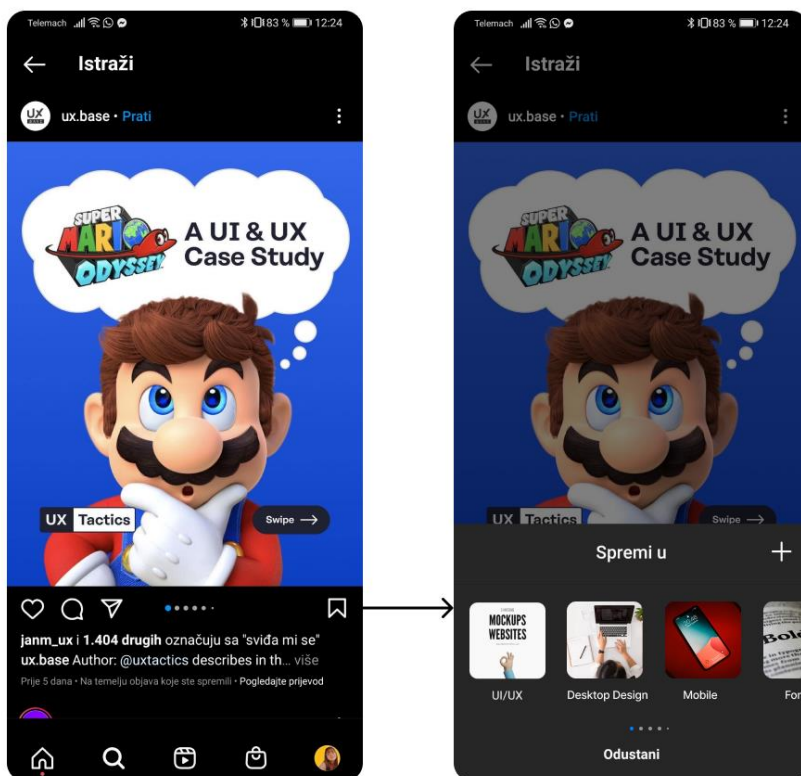 Telemach 83 % 12:24
Istraži
ux.base • Prati
SUPER
MARIO
ODYSSEY
A UI & UX
Case Study
UX Tactics
Swipe
janm_ux i 1.404 drugih označuju sa "sviđa mi se"
ux.base Author: @uxtactics describes in th... više
Prije 5 dana • Na temelju objava koje ste spremili • Pogledajte prijevod
Telemach 83 % 12:24
Istraži
ux.base • Prati
SUPER
MARIO
ODYSSEY
A UI & UX
Case Study
UX Tactics
Swipe
Spremi u
MOCKUPS
WEBSITES
Bol
UI/UX
Desktop Design
Mobile
For
Odustani